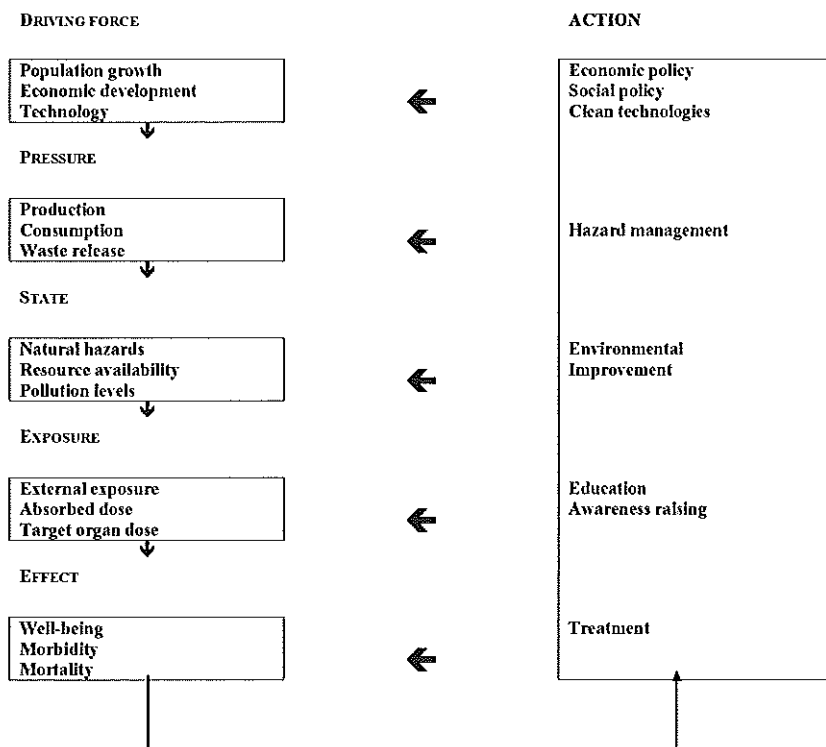 DRIVING FORCE
Population growth
Economic development
Technology
PRESSURE
Production
Consumption
Waste release
STATE
Natural hazards
Resource availability
Pollution levels
EXPOSURE
External exposure
Absorbed dose
Target organ dose
EFFECT
Well-being
Morbidity
Mortality
ACTION
Economic policy
Social policy
Clean technologies
Hazard management
Environmental
Improvement
Education
Awareness raising
Treatment